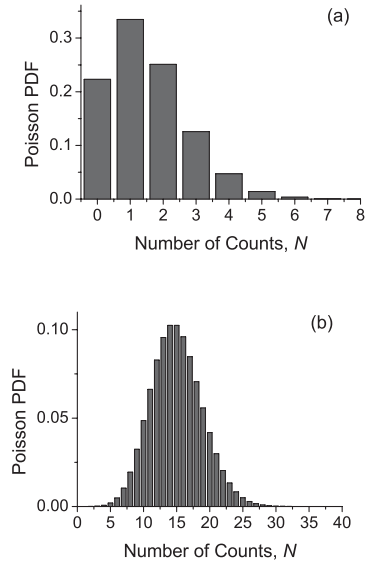 (a)
Poisson PDF
0.3
0.2
0.1
0.0
0 1 2 3 4 5 6 7 8
Number of Counts, N
(b)
Poisson PDF
0.10
0.05
0.00
0 5 10 15 20 25 30 35 40
Number of Counts, N